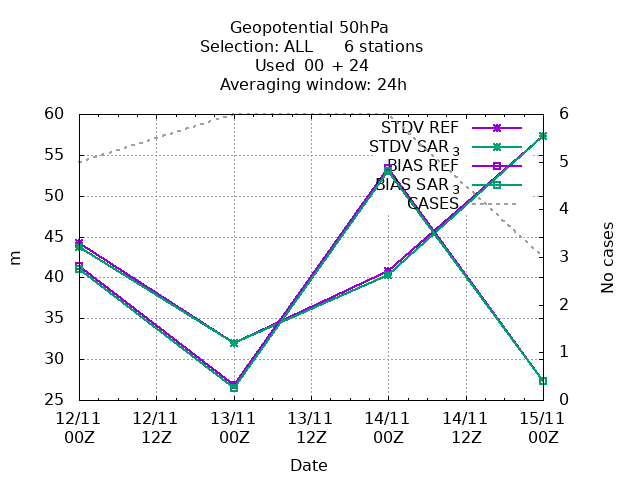 Geopotential 50hPa
Selection: ALL 6 stations
Used 00 + 24
Averaging window: 24h
60
55
50
45
40
35
30
25
m
6
5
4
3
2
1
0
No cases
STDV REF
STDV SAR 3
BIAS REF
BIAS SAR 3
CASES
12/11 12/11 13/11 13/11 14/11 14/11 15/11
00Z 12Z 00Z 12Z 00Z 12Z 00Z
Date